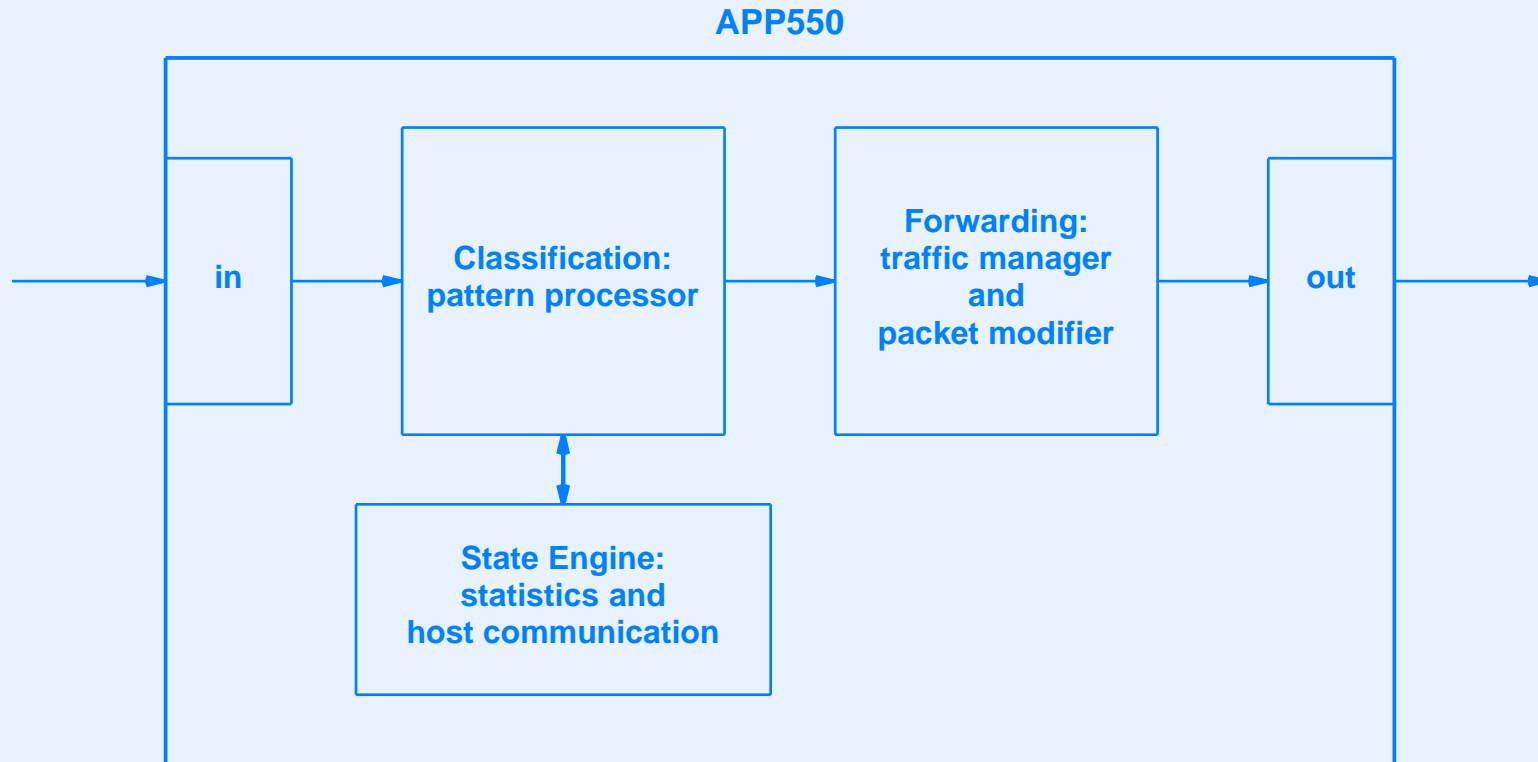 APP550
in
Classification:
pattern processor
Forwarding:
traffic manager
and
packet modifier
out
State Engine:
statistics and
host communication